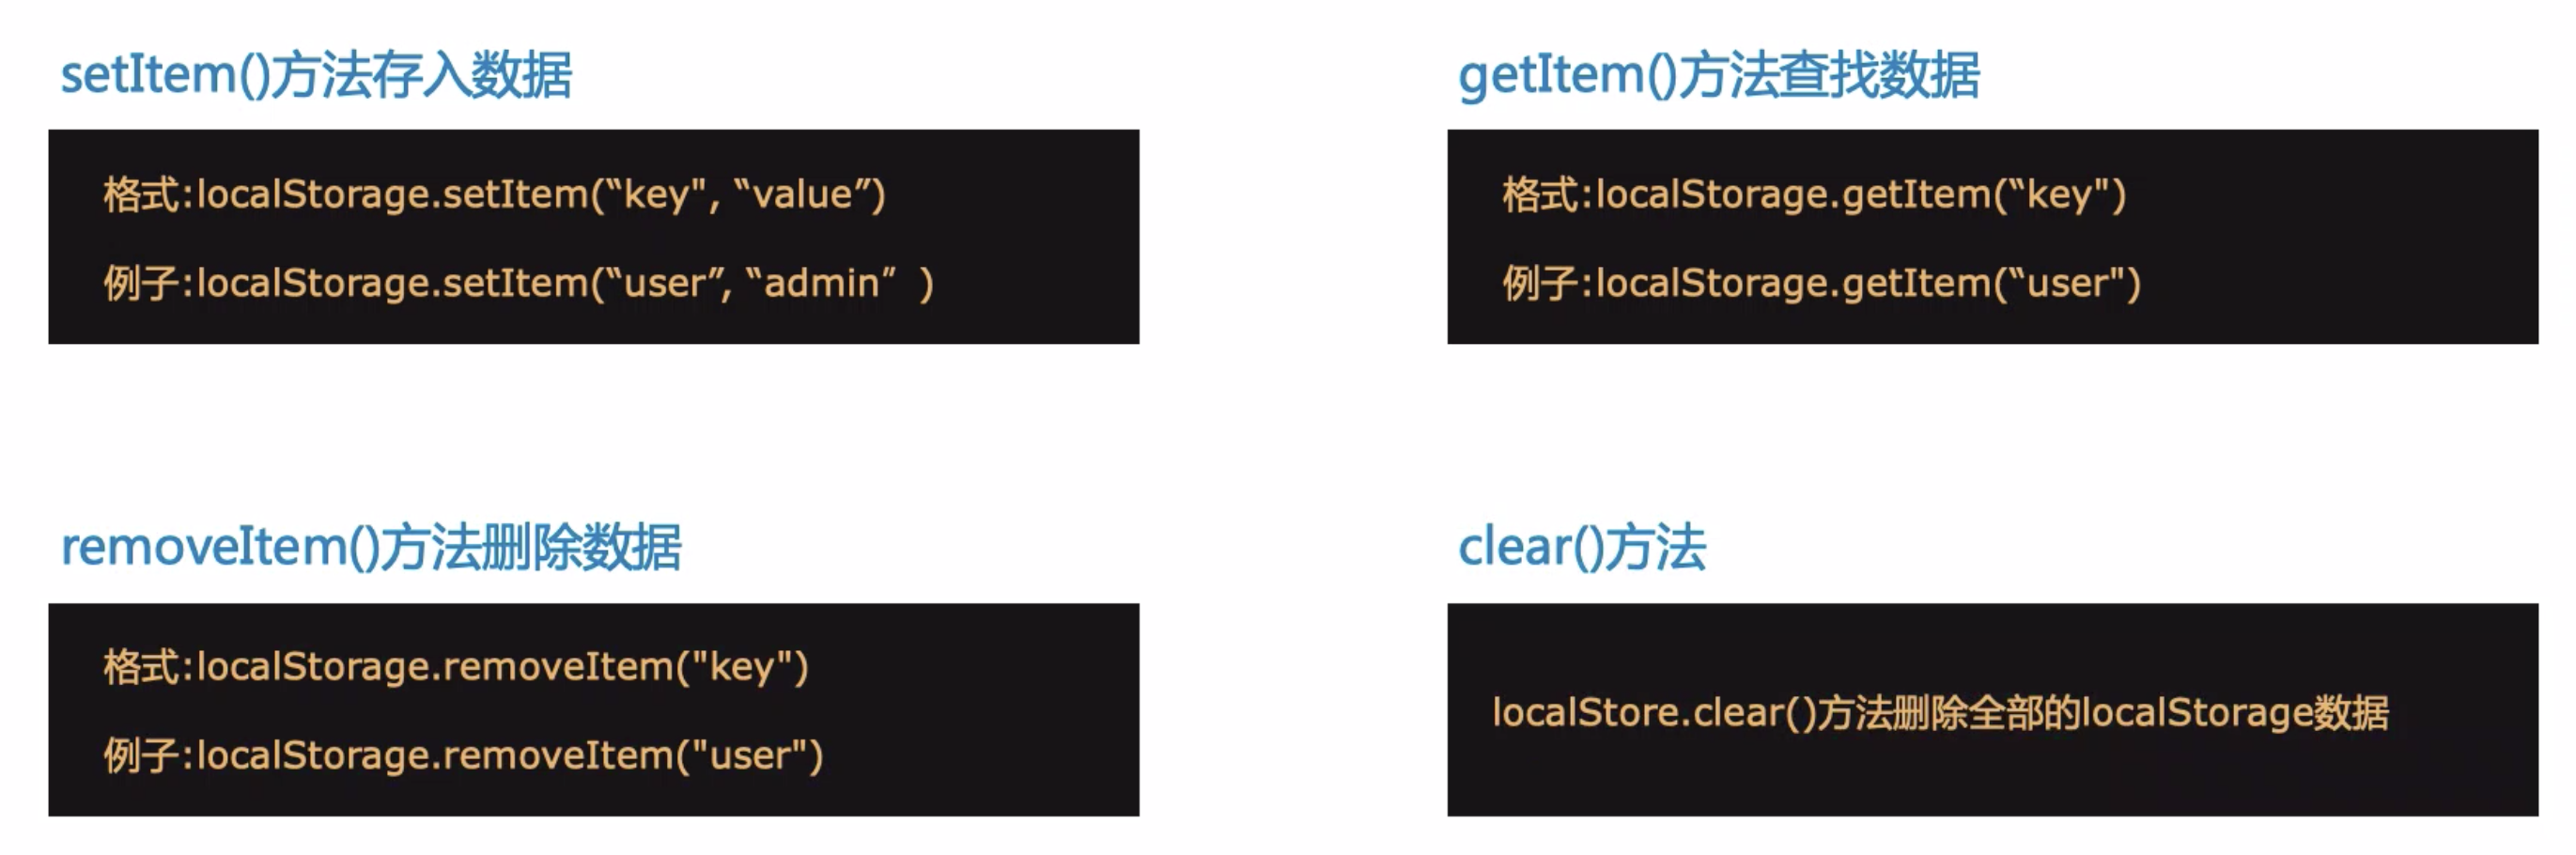 setItem()方法存入数据
格式:localStorage.setItem(“key", “value”)
例子:localStorage.setItem(“user”, “admin” )
getItem()方法查找数据
格式:localStorage.getItem(“key")
例子:localStorage.getItem(“user")
removeItem()方法删除数据
格式:localStorage.removeItem("key")
例子:localStorage.removeItem("user")
clear()方法
localStore.clear()方法删除全部的localStorage数据